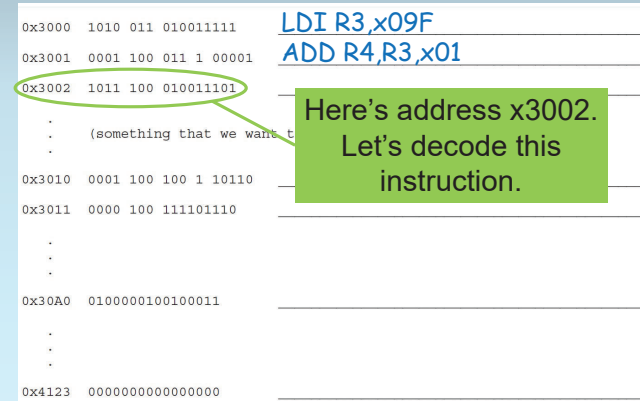 0x3000 1010 011 010011111 LDI R3,x09F
0x3001 0001 100 011 1 00001 ADD R4,R3,x01
0x3002 1011 100 010011101
Here's address x3002.
Let's decode this
instruction.
.
. (something that we want t
.
0x3010 0001 100 100 1 10110
0x3011 0000 100 111101110
.
.
.
0x30A0 0100000100100011
.
.
.
0x4123 0000000000000000